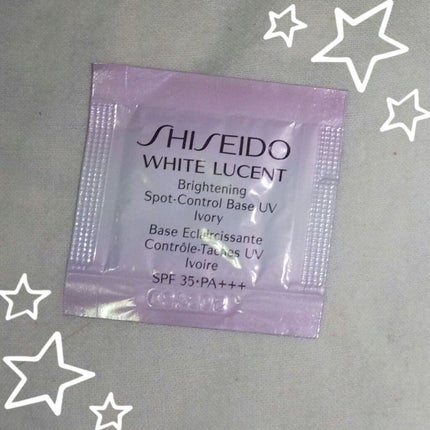 SHISEIDO
WHITE LUCENT
Brightening
Spot-Control Base UV
Ivory
Base Eclaircissante
Contrôle-Taches UV
Ivoire
SPF 35·PA+++